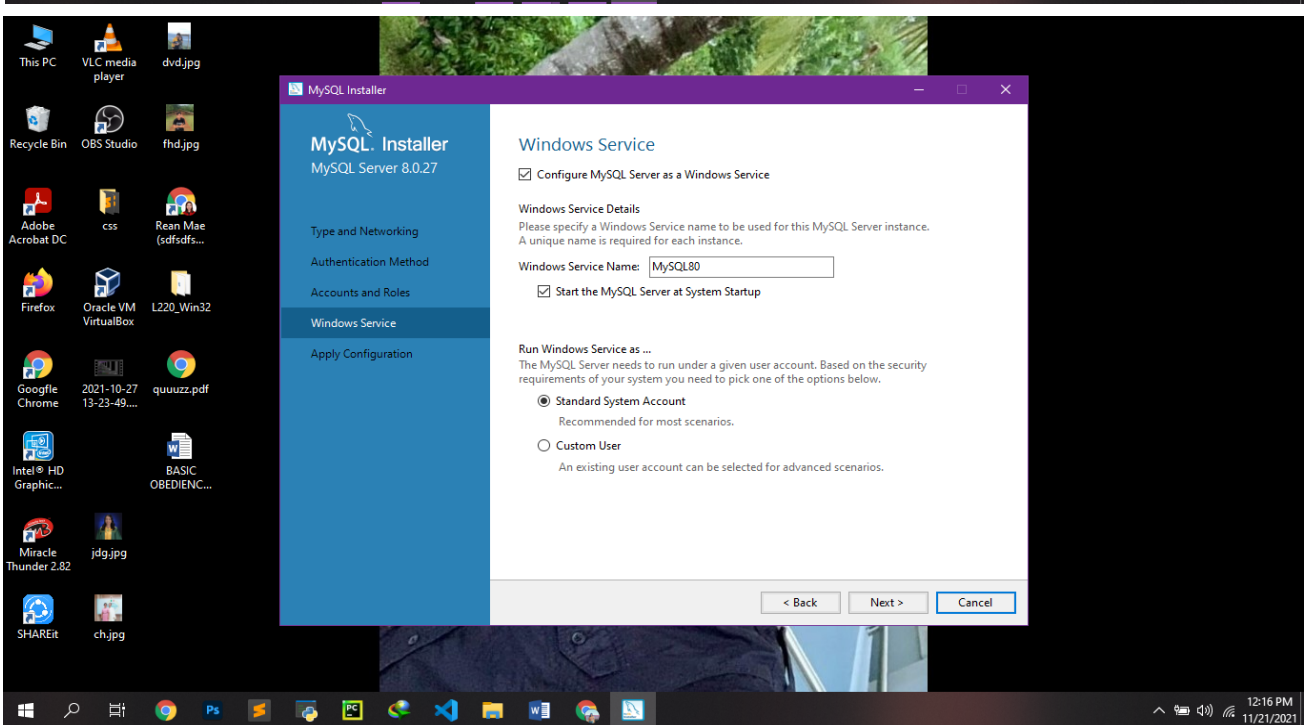 This PC
VLC media
player
dvd.jpg
Recycle Bin
OBS Studio
fhd.jpg
Adobe
Acrobat DC
css
Rean Mae
(sdfsdfs...
Firefox
Oracle VM
VirtualBox
L220_Win32
Googfle
Chrome
2021-10-27
13-23-49....
quuuzz.pdf
Intel® HD
Graphic...
BASIC
OBEDIENC...
Miracle
Thunder 2.82
jdg.jpg
SHAREit
ch.jpg
MySQL Installer
MySQL. Installer
MySQL Server 8.0.27
Type and Networking
Authentication Method
Accounts and Roles
Windows Service
Apply Configuration
Windows Service
Configure MySQL Server as a Windows Service
Windows Service Details
Please specify a Windows Service name to be used for this MySQL Server instance.
A unique name is required for each instance.
Windows Service Name: MySQL80
Start the MySQL Server at System Startup
Run Windows Service as ...
The MySQL Server needs to run under a given user account. Based on the security
requirements of your system you need to pick one of the options below.
Standard System Account
Recommended for most scenarios.
Custom User
An existing user account can be selected for advanced scenarios.
< Back
Next >
Cancel
Ps
PC
12:16 PM
11/21/2021